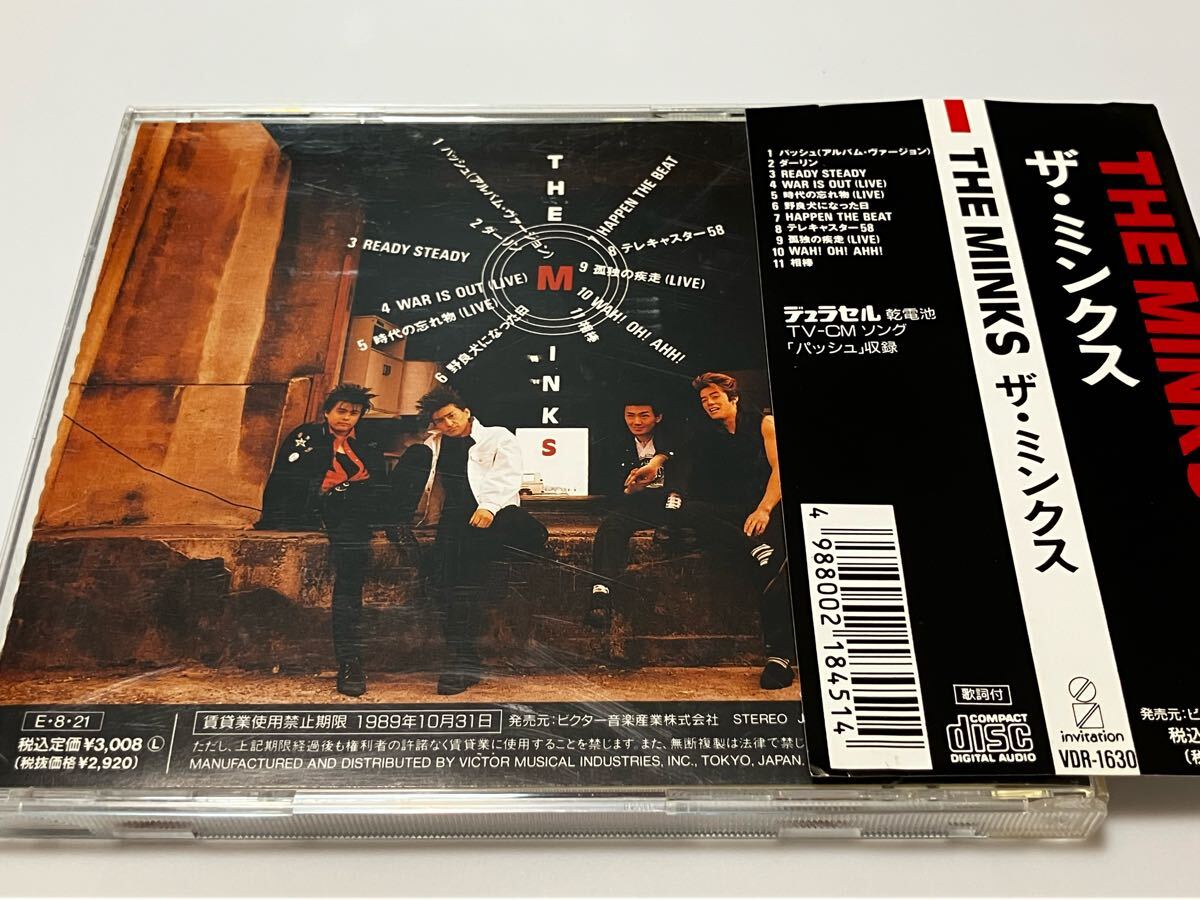 THE MINKS
1 パッシュ(アルバム・ヴァージョン)
2 ダーリン
3 READY STEADY
4 WAR IS OUT (LIVE)
5 時代の忘れ物 (LIVE)
6 野良犬になった日
7 HAPPEN THE BEAT
8 テレキャスター58
9 孤独の疾走 (LIVE)
10 WAH! OH! AHH!
11 相棒
E・8・21
税込定価¥3,008 Ⓛ
(税抜価格¥2,920)
賃貸業使用禁止期限 1989年10月31日
発売元:ビクター音楽産業株式会社 STEREO
ただし、上記期限経過後も権利者の許諾なく賃貸業に使用することを禁じます。また、無断複製は法律で禁じ
MANUFACTURED AND DISTRIBUTED BY VICTOR MUSICAL INDUSTRIES, INC., TOKYO, JAPAN.
1 パッシュ(アルバム・ヴァージョン)
2 ダーリン
3 READY STEADY
4 WAR IS OUT (LIVE)
5 時代の忘れ物 (LIVE)
6 野良犬になった日
7 HAPPEN THE BEAT
8 テレキャスター58
9 孤独の疾走 (LIVE)
10 WAH! OH! AHH!
11 相棒
デュラセル 乾電池
TV-CM ソング
「パッシュ」収録
4 988002 184514
歌詞付
COMPACT
disc
DIGITAL AUDIO
THE MINKS ザ・ミンクス
invitation
VDR-1630
ザ・ミンクス
THE MINKS
発売元:ビ
税込